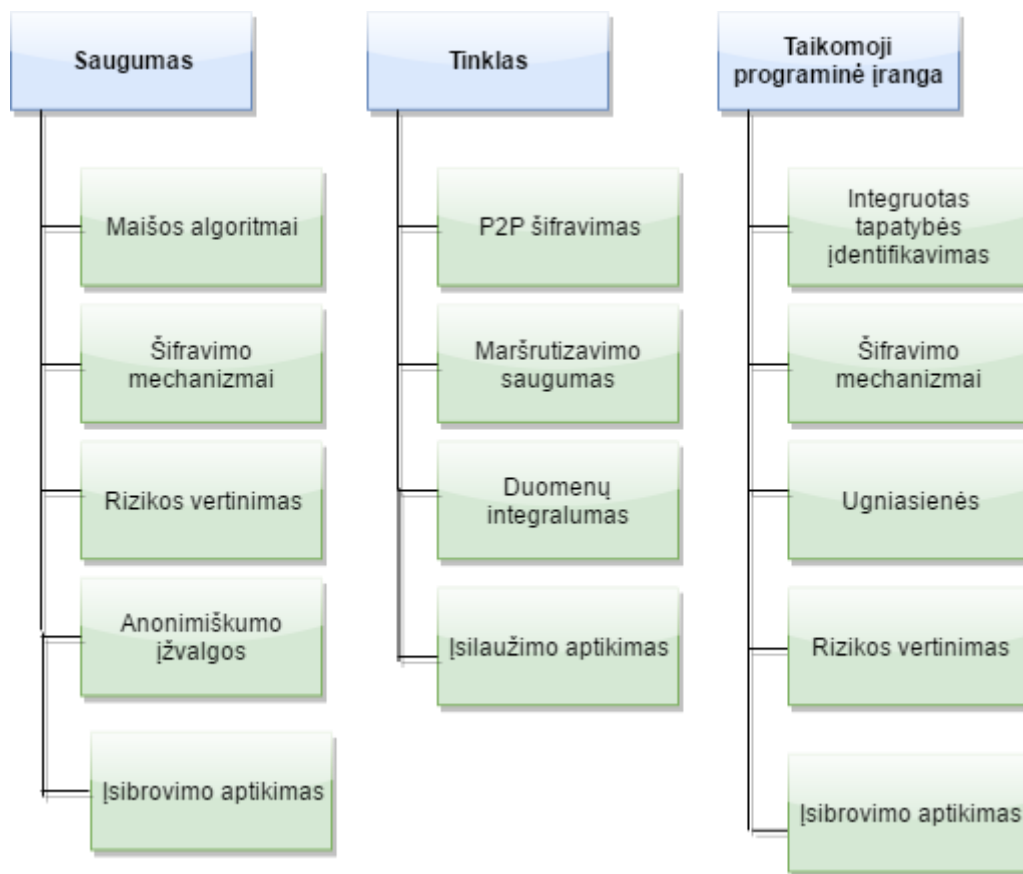 Saugumas
Maišos algoritmai
Šifravimo
mechanizmai
Rizikos vertinimas
Anonimiškumo
įžvalgos
Įsibrovimo aptikimas
Tinklas
P2P šifravimas
Maršrutizavimo
saugumas
Duomenų
integralumas
Įsilaužimo aptikimas
Taikomoji
programinė įranga
Integruotas
tapatybės
įdentifikavimas
Šifravimo
mechanizmai
Ugniasienės
Rizikos vertinimas
Įsibrovimo aptikimas